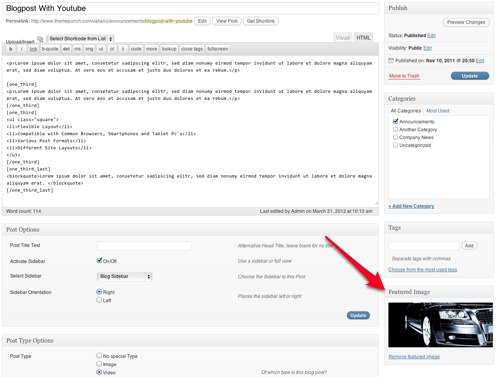 Blogpost With Youtube
Permalink: http://www.themepunch.com/valiano/announcements/blogpost-with-youtube Edit View Post Get Shortlink
Upload/Insert Select Shortcode from List Visual HTML
b i link b-quote del ins img ul ol li code more lookup close tags fullscreen
<p>Lorem ipsum dolor sit amet, consetetur sadipscing elitr, sed diam nonumy eirmod tempor invidunt ut labore et dolore magna aliquyam
erat, sed diam voluptua. At vero eos et accusam et justo duo dolores et ea rebum.</p>
[one_third]
<p>Lorem ipsum dolor sit amet, consetetur sadipscing elitr, sed diam nonumy eirmod tempor invidunt ut labore et dolore magna aliquyam
erat, sed diam voluptua. At vero eos et accusam et justo duo dolores et ea rebum.</p>
[/one_third]
[one_third]
<ul class="square">
<li>Flexible Layout</li>
<li>Compatible with Common Browsers, Smartphones and Tablet Pc's</li>
<li>Various Post Formats</li>
<li>Different Site Layouts</li>
</ul>
[/one_third]
[one_third_last]
<blockquote>Lorem ipsum dolor sit amet, consetetur sadipscing elitr, sed diam nonumy eirmod tempor invidunt ut labore et dolore magna
aliquyam erat. </blockquote>
[/one_third_last]
Word count: 114 Last edited by Admin on March 21, 2012 at 10:10 am
Post Options
Post Title Text Alternative Head Title, leave blank for no title
Activate Sidebar On/Off Use a sidebar or full view
Select Sidebar Blog Sidebar Choose the Sidebar to this Post
Sidebar Orientation Right Places the sidebar left or right
Left
Update
Post Type Options
Post Type No special Type
Image
Video Of which type is this blog post?
Publish
Preview Changes
Status: Published Edit
Visibility: Public Edit
Published on: Nov 10, 2011 @ 20:50 Edit
Move to Trash Update
Categories
All Categories Most Used
Announcements
Another Category
Company News
Uncategorized
+ Add New Category
Tags
Add
Separate tags with commas
Choose from the most used tags
Featured Image
Remove featured image